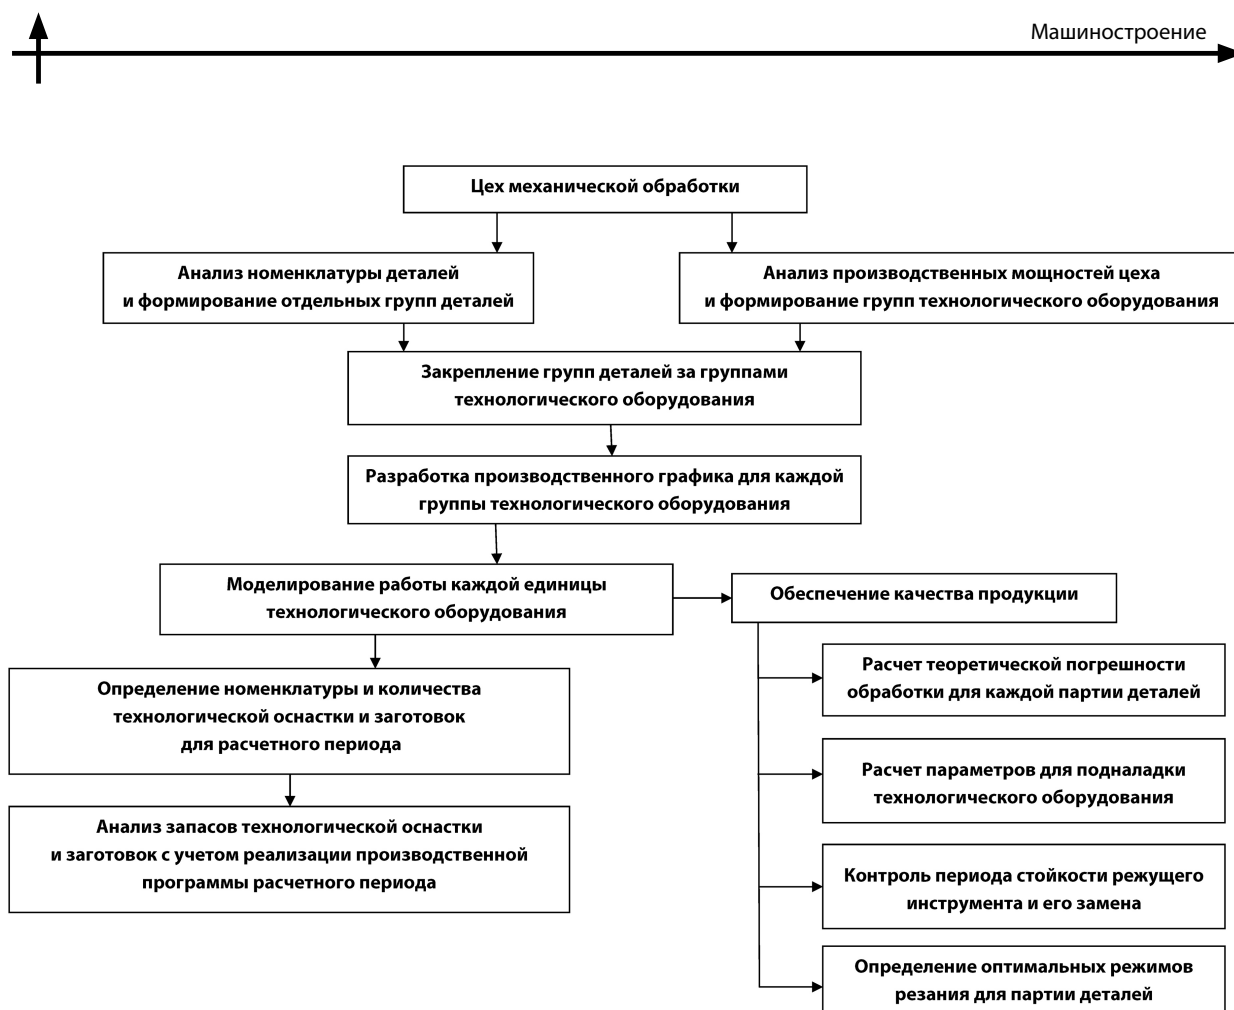 Машиностроение
Цех механической обработки
Анализ номенклатуры деталей
и формирование отдельных групп деталей
Анализ производственных мощностей цеха
и формирование групп технологического оборудования
Закрепление групп деталей за группами
технологического оборудования
Разработка производственного графика для каждой
группы технологического оборудования
Моделирование работы каждой единицы
технологического оборудования
Обеспечение качества продукции
Определение номенклатуры и количества
технологической оснастки и заготовок
для расчетного периода
Анализ запасов технологической оснастки
и заготовок с учетом реализации производственной
программы расчетного периода
Расчет теоретической погрешности
обработки для каждой партии деталей
Расчет параметров для подналадки
технологического оборудования
Контроль периода стойкости режущего
инструмента и его замена
Определение оптимальных режимов
резания для партии деталей